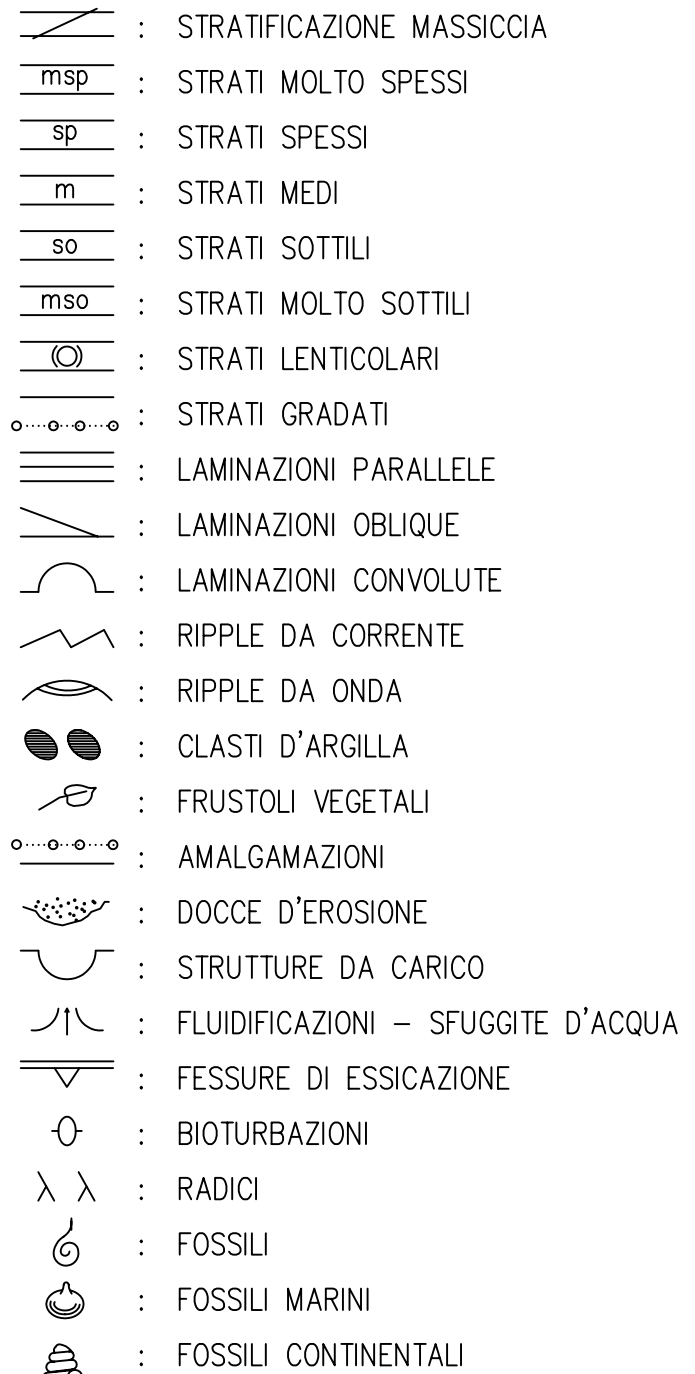 : STRATIFICAZIONE MASSICCIA
msp : STRATI MOLTO SPESSI
sp : STRATI SPESSI
m : STRATI MEDI
so : STRATI SOTTILI
mso : STRATI MOLTO SOTTILI
: STRATI LENTICOLARI
: STRATI GRADATI
: LAMINAZIONI PARALLELE
: LAMINAZIONI OBLIQUE
: LAMINAZIONI CONVOLUTE
: RIPPLE DA CORRENTE
: RIPPLE DA ONDA
: CLASTI D'ARGILLA
: FRUSTOLI VEGETALI
: AMALGAMAZIONI
: DOCCE D'EROSIONE
: STRUTTURE DA CARICO
: FLUIDIFICAZIONI – SFUGGITE D'ACQUA
: FESSURE DI ESSICAZIONE
: BIOTURBAZIONI
: RADICI
: FOSSILI
: FOSSILI MARINI
: FOSSILI CONTINENTALI